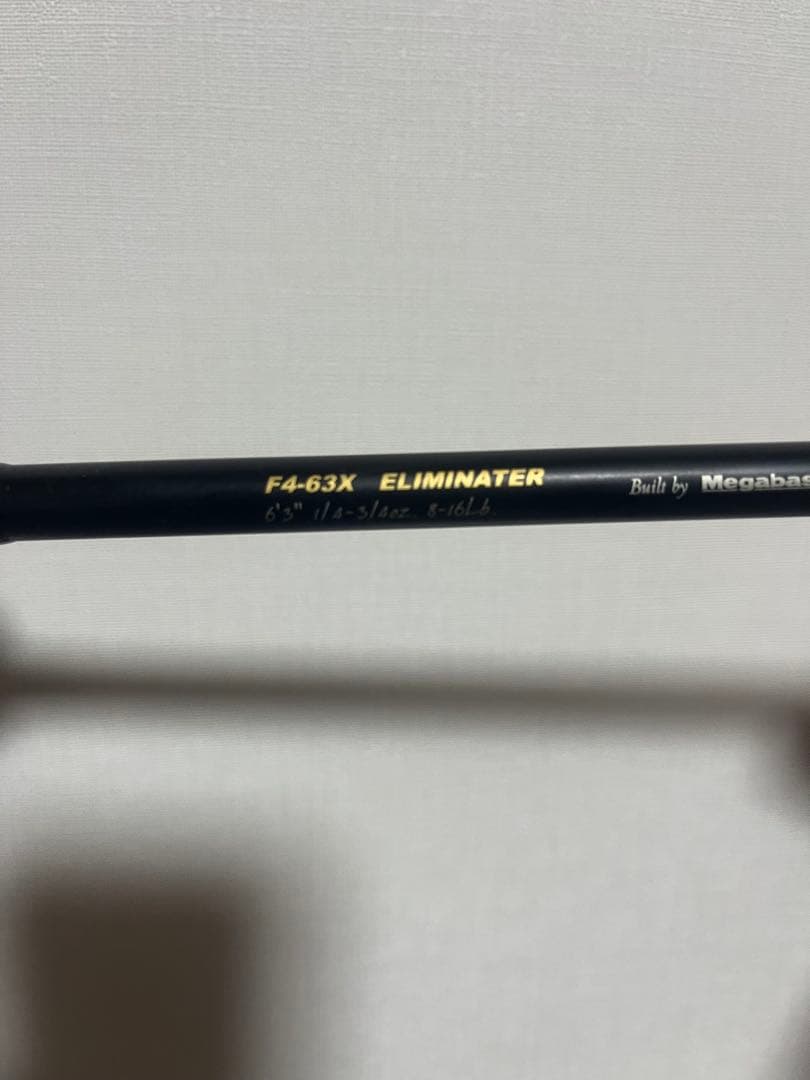 F4-63X ELIMINATER Built by Megabas
6'3" 1/4-3/4oz. 8-16Lb.